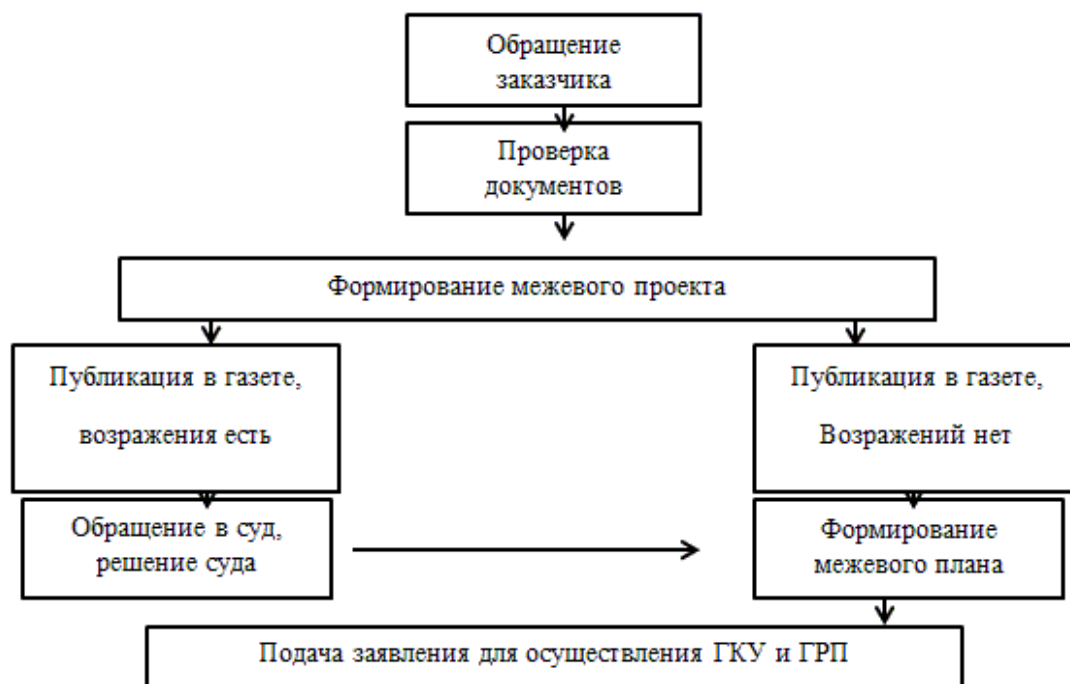 Обращение
заказчика
Проверка
документов
Формирование межевого проекта
Публикация в газете,
возражения есть
Публикация в газете,
Возражений нет
Обращение в суд,
решение суда
Формирование
межевого плана
Подача заявления для осуществления ГКУ и ГРП